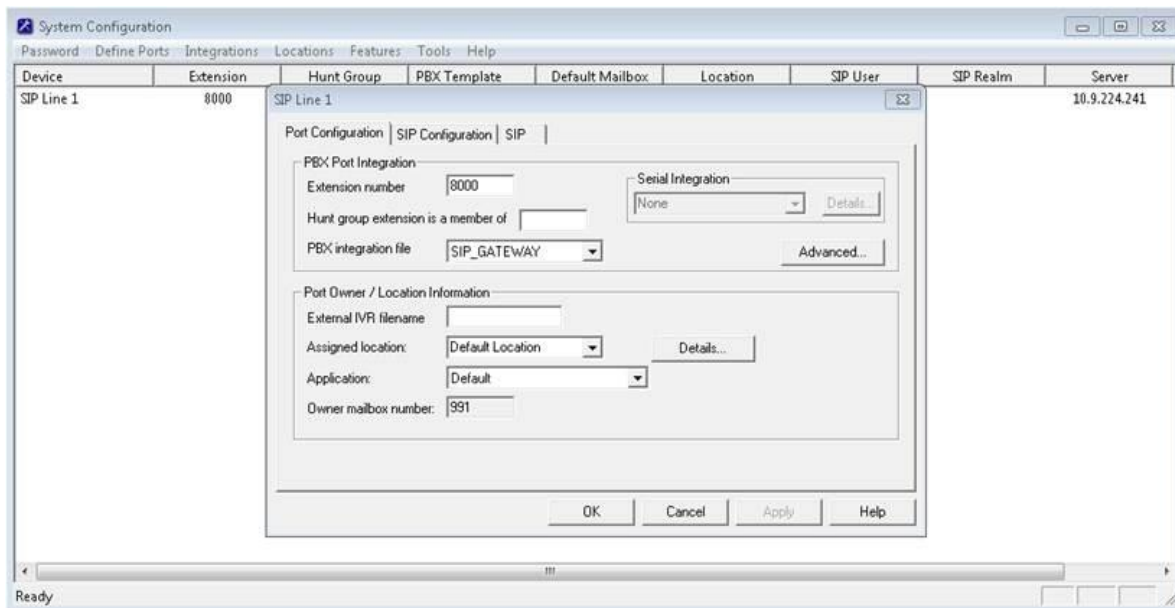 System Configuration
Password Define Ports Integrations Locations Features Tools Help
Device Extension Hunt Group PBX Template Default Mailbox Location SIP User SIP Realm Server
SIP Line 1 8000 10.9.224.241
SIP Line 1
Port Configuration SIP Configuration SIP
PBX Port Integration
Extension number 8000
Serial Integration
None Details...
Hunt group extension is a member of
PBX integration file SIP_GATEWAY Advanced...
Port Owner / Location Information
External IVR filename
Assigned location: Default Location Details...
Application: Default
Owner mailbox number: 991
OK Cancel Apply Help
Ready